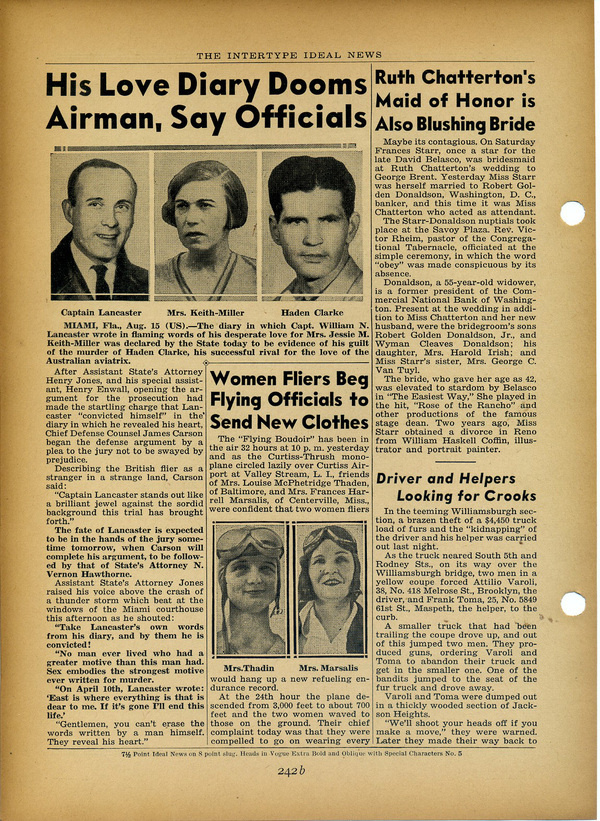 THE INTERTYPE IDEAL NEWS
His Love Diary Dooms
Airman, Say Officials
Captain Lancaster
Mrs. Keith-Miller
Haden Clarke
MIAMI, Fla., Aug. 15 (US).—The diary in which Capt. William N.
Lancaster wrote in flaming words of his desperate love for Mrs. Jessie M.
Keith-Miller was declared by the State today to be evidence of his guilt
of the murder of Haden Clarke, his successful rival for the love of the
Australian aviatrix.
After Assistant State's Attorney
Henry Jones, and his special assist-
ant, Henry Enwall, opening the ar-
gument for the prosecution had
made the startling charge that Lan-
caster "convicted himself" in the
diary in which he revealed his heart,
Chief Defense Counsel James Carson
began the defense argument by a
plea to the jury not to be swayed by
prejudice.
Describing the British flier as a
stranger in a strange land, Carson
said:
"Captain Lancaster stands out like
a brilliant jewel against the sordid
background this trial has brought
forth."
The fate of Lancaster is expected
to be in the hands of the jury some-
time tomorrow, when Carson will
complete his argument, to be follow-
ed by that of State's Attorney N.
Vernon Hawthorne.
Assistant State's Attorney Jones
raised his voice above the crash of
a thunder storm which beat at the
windows of the Miami courthouse
this afternoon as he shouted:
"Take Lancaster's own words
from his diary, and by them he is
convicted!
"No man ever lived who had a
greater motive than this man had.
Sex embodies the strongest motive
ever written for murder.
"On April 10th, Lancaster wrote:
'East is where everything is that is
dear to me. If it's gone I'll end this
life.'
"Gentlemen, you can't erase the
words written by a man himself.
They reveal his heart."
Women Fliers Beg
Flying Officials to
Send New Clothes
The "Flying Boudoir" has been in
the air 32 hours at 10 p. m. yesterday
and as the Curtiss-Thrush mono-
plane circled lazily over Curtiss Air-
port at Valley Stream, L. I., friends
of Mrs. Louise McPhetridge Thaden,
of Baltimore, and Mrs. Frances Har-
rell Marsalis, of Centerville, Miss.,
were confident that two women fliers
Mrs.Thadin
Mrs. Marsalis
would hang up a new refueling en-
durance record.
At the 24th hour the plane de-
scended from 3,000 feet to about 700
feet and the two women waved to
those on the ground. Their chief
complaint today was that they were
compelled to go on wearing every
Ruth Chatterton's
Maid of Honor is
Also Blushing Bride
Maybe its contagious. On Saturday
Frances Starr, once a star for the
late David Belasco, was bridesmaid
at Ruth Chatterton's wedding to
George Brent. Yesterday Miss Starr
was herself married to Robert Gol-
den Donaldson, Washington, D. C.,
banker, and this time it was Miss
Chatterton who acted as attendant.
The Starr-Donaldson nuptials took
place at the Savoy Plaza. Rev. Vic-
tor Rheim, pastor of the Congrega-
tional Tabernacle, officiated at the
simple ceremony, in which the word
"obey" was made conspicuous by its
absence.
Donaldson, a 55-year-old widower,
is a former president of the Com-
mercial National Bank of Washing-
ton. Present at the wedding in addi-
tion to Miss Chatterton and her new
husband, were the bridegroom's sons
Robert Golden Donaldson, Jr., and
Wyman Cleaves Donaldson; his
daughter, Mrs. Harold Irish; and
Miss Starr's sister, Mrs. George C.
Van Tuyl.
The bride, who gave her age as 42,
was elevated to stardom by Belasco
in "The Easiest Way," She played in
the hit, "Rose of the Rancho" and
other productions of the famous
stage dean. Two years ago, Miss
Starr obtained a divorce in Reno
from William Haskell Coffin, illus-
trator and portrait painter.
Driver and Helpers
Looking for Crooks
In the teeming Williamsburgh sec-
tion, a brazen theft of a $4,450 truck
load of furs and the "kidnapping" of
the driver and his helper was carried
out last night.
As the truck neared South 5th and
Rodney Sts., on its way over the
Williamsburgh bridge, two men in a
yellow coupe forced Attilio Varoli,
38, No. 418 Melrose St., Brooklyn, the
driver, and Frank Toma, 25, No. 5849
61st St., Maspeth, the helper, to the
curb.
A smaller truck that had been
trailing the coupe drove up, and out
of this jumped two men. They pro-
duced guns, ordering Varoli and
Toma to abandon their truck and
get in the smaller one. One of the
bandits jumped to the seat of the
fur truck and drove away.
Varoli and Toma were dumped out
in a thickly wooded section of Jack-
son Heights.
"We'll shoot your heads off if you
make a move," they were warned.
Later they made their way back to
7½ Point Ideal News on 8 point slug. Heads in Vogue Extra Bold and Oblique with Special Characters No. 5
242b